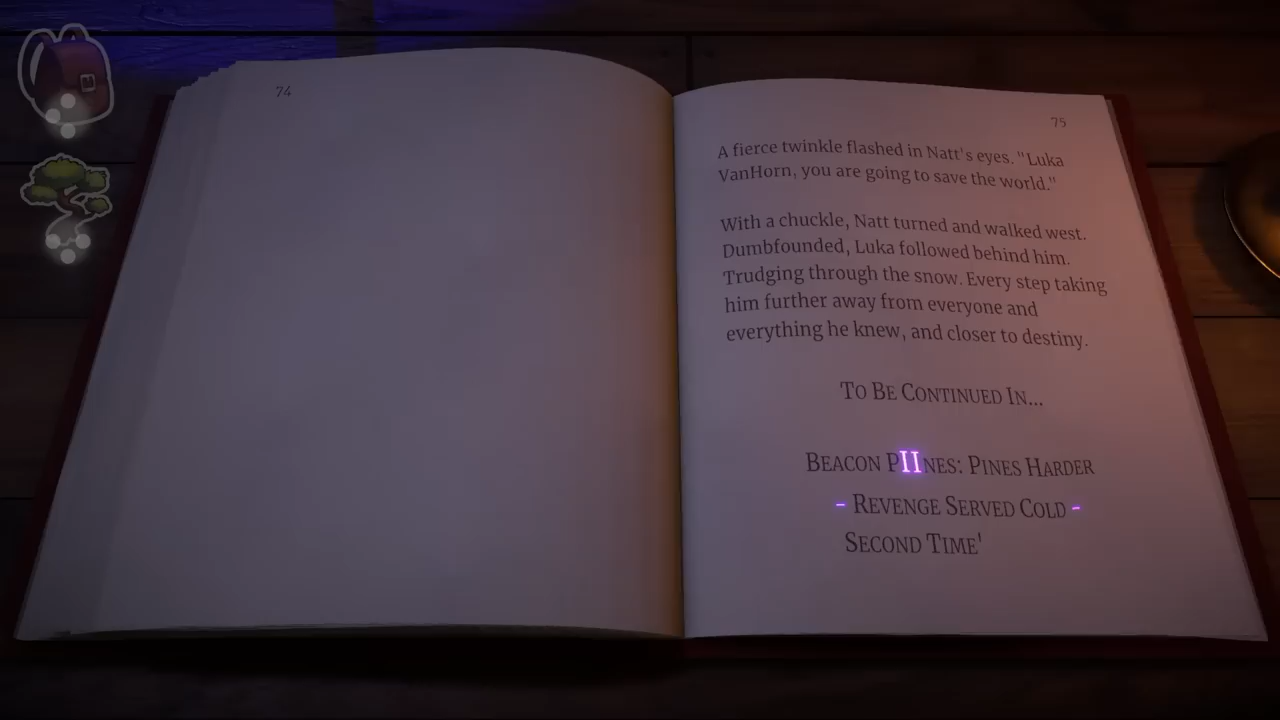 74
75
A fierce twinkle flashed in Natt's eyes. "Luka
VanHorn, you are going to save the world."
With a chuckle, Natt turned and walked west.
Dumbfounded, Luka followed behind him.
Trudging through the snow. Every step taking
him further away from everyone and
everything he knew, and closer to destiny.
To Be Continued In...
Beacon PIInes: Pines Harder
- Revenge Served Cold -
Second Time'